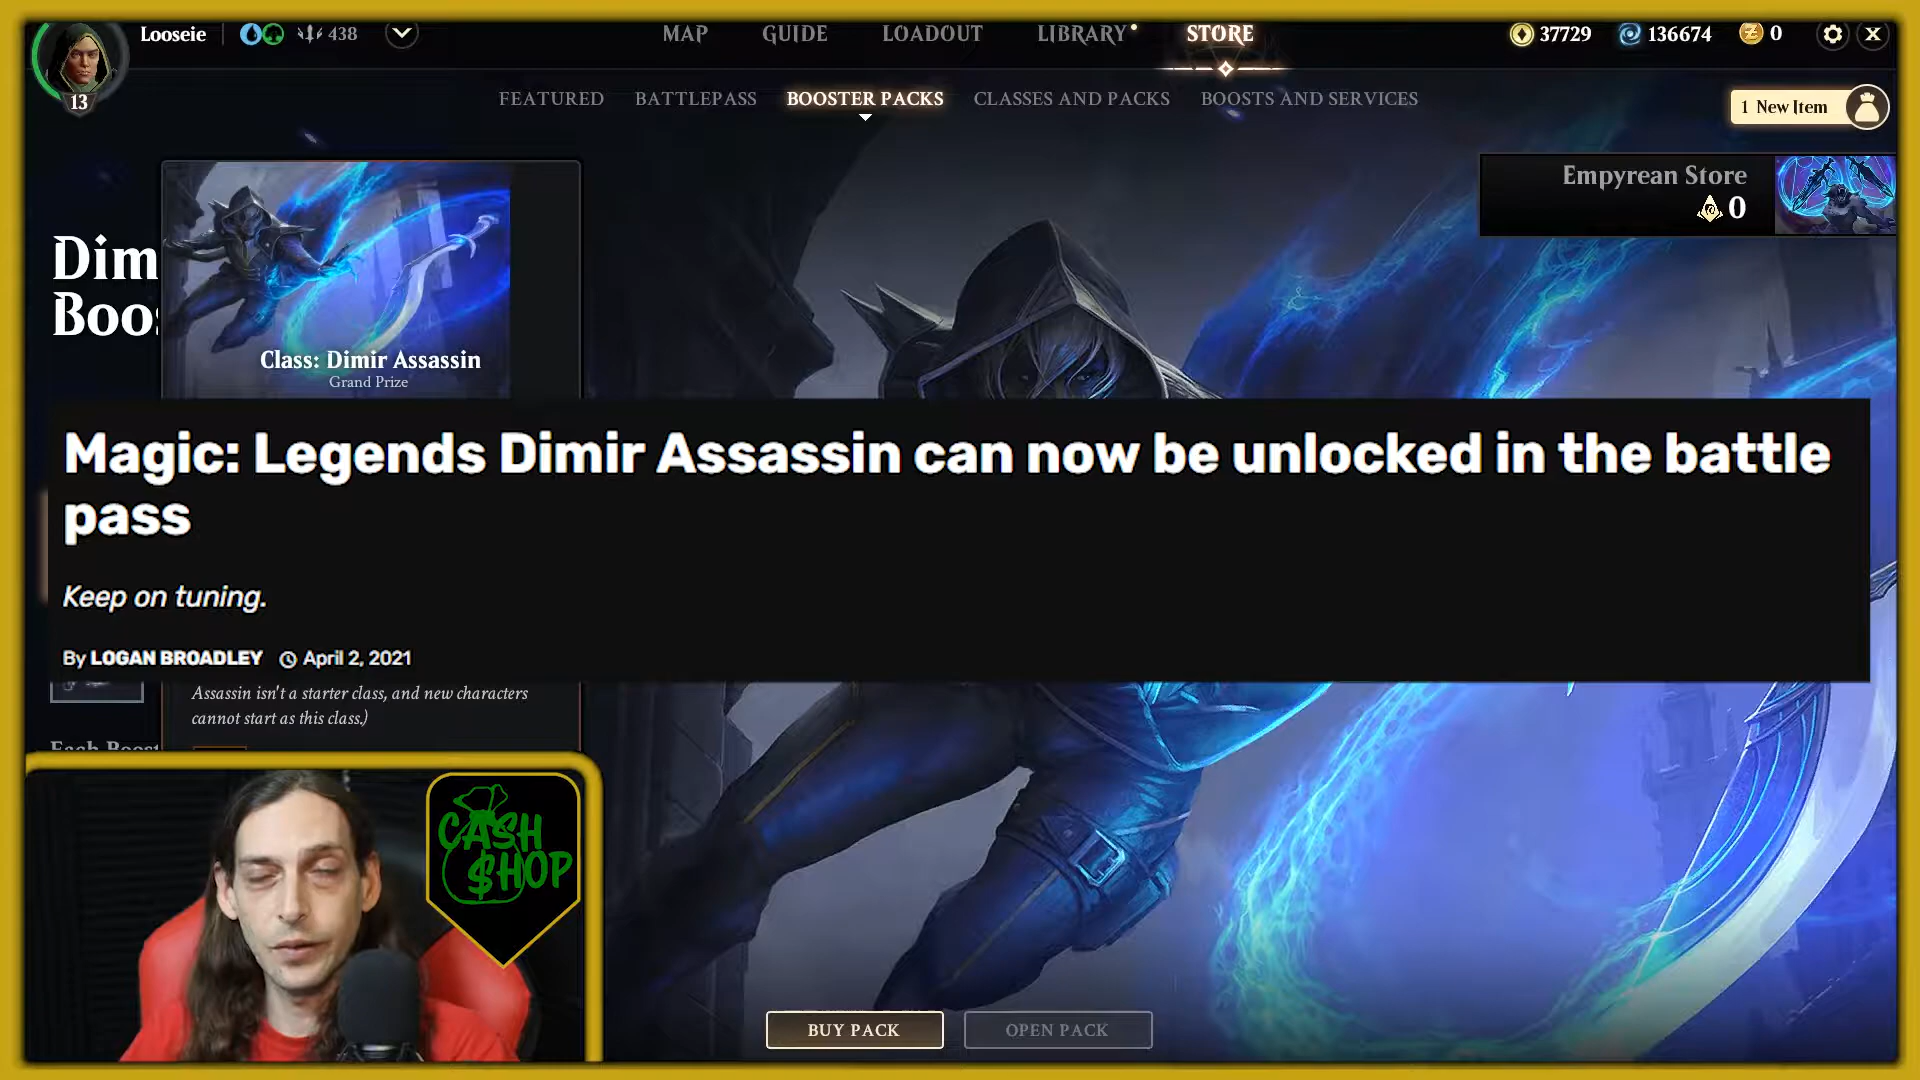 Looseie
438
MAP
GUIDE
LOADOUT
LIBRARY
STORE
37729
136674
0
13
FEATURED
BATTLEPASS
BOOSTER PACKS
CLASSES AND PACKS
BOOSTS AND SERVICES
1 New Item
Empyrean Store
0
Dim
Boos
Class: Dimir Assassin
Grand Prize
Magic: Legends Dimir Assassin can now be unlocked in the battle
pass
Keep on tuning.
By LOGAN BROADLEY April 2, 2021
Assassin isn't a starter class, and new characters
cannot start as this class.)
Each Boost
CASH
$HOP
BUY PACK
OPEN PACK